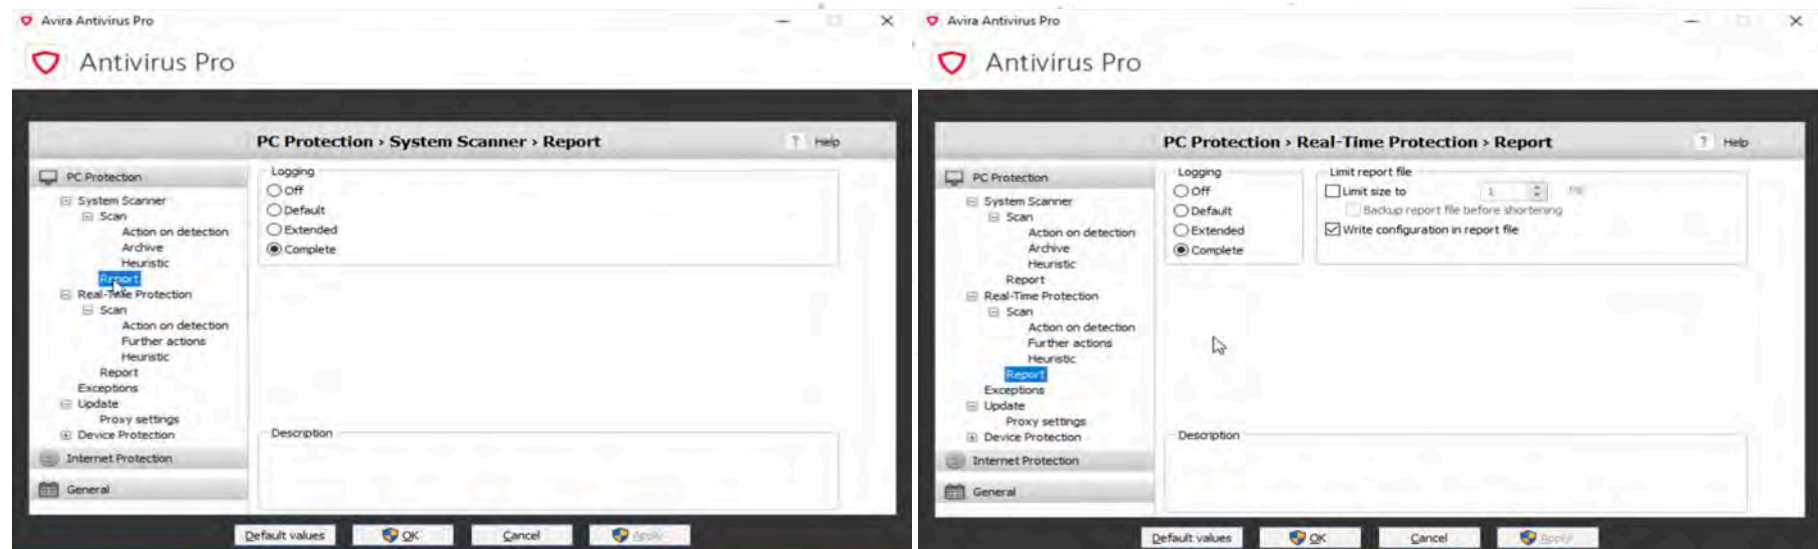 Avira Antivirus Pro
Antivirus Pro
PC Protection › System Scanner › Report
? Help
PC Protection
System Scanner
Scan
Action on detection
Archive
Heuristic
Report
Real-Time Protection
Scan
Action on detection
Further actions
Heuristic
Report
Exceptions
Update
Proxy settings
Device Protection
Internet Protection
General
Logging
Off
Default
Extended
Complete
Description
Default values
OK
Cancel
Apply
Avira Antivirus Pro
Antivirus Pro
PC Protection › Real-Time Protection › Report
? Help
PC Protection
System Scanner
Scan
Action on detection
Archive
Heuristic
Report
Real-Time Protection
Scan
Action on detection
Further actions
Heuristic
Report
Exceptions
Update
Proxy settings
Device Protection
Internet Protection
General
Logging
Off
Default
Extended
Complete
Limit report file
Limit size to 1
Backup report file before shortening
Write configuration in report file
Description
Default values
OK
Cancel
Apply